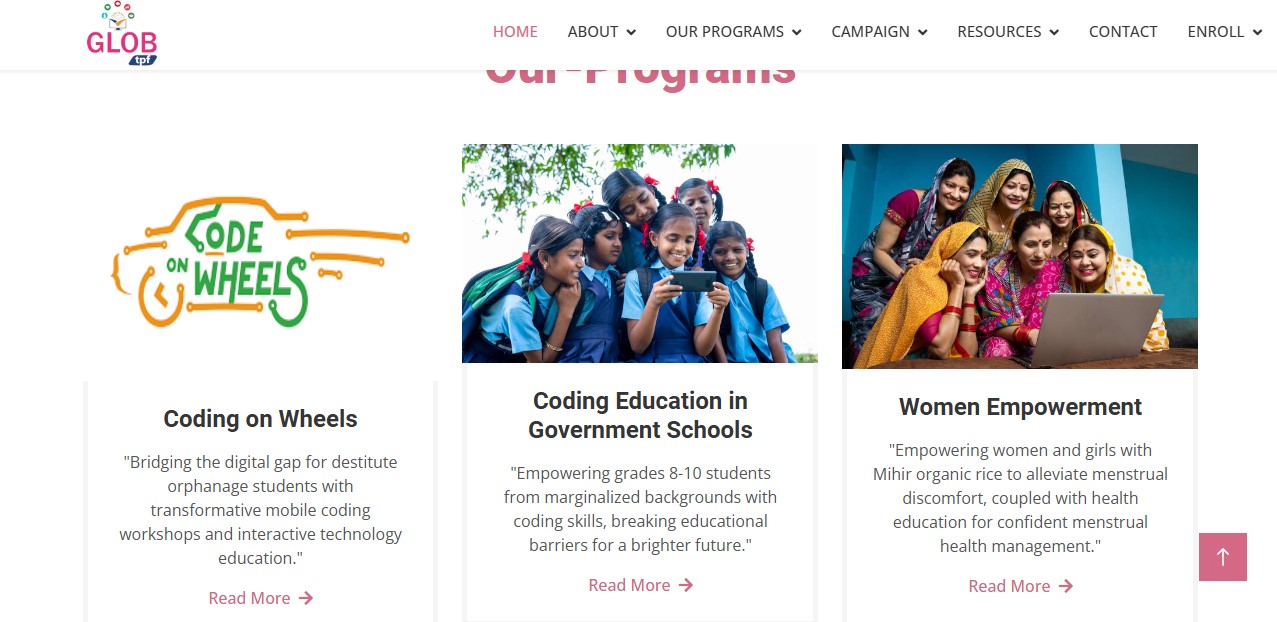 GLOB
tpf
HOME
ABOUT
OUR PROGRAMS
CAMPAIGN
RESOURCES
CONTACT
ENROLL
Our-Programs
CODE
ON
WHEELS
Coding on Wheels
"Bridging the digital gap for destitute
orphanage students with
transformative mobile coding
workshops and interactive technology
education."
Read More
Coding Education in
Government Schools
"Empowering grades 8-10 students
from marginalized backgrounds with
coding skills, breaking educational
barriers for a brighter future."
Read More
Women Empowerment
"Empowering women and girls with
Mihir organic rice to alleviate menstrual
discomfort, coupled with health
education for confident menstrual
health management."
Read More